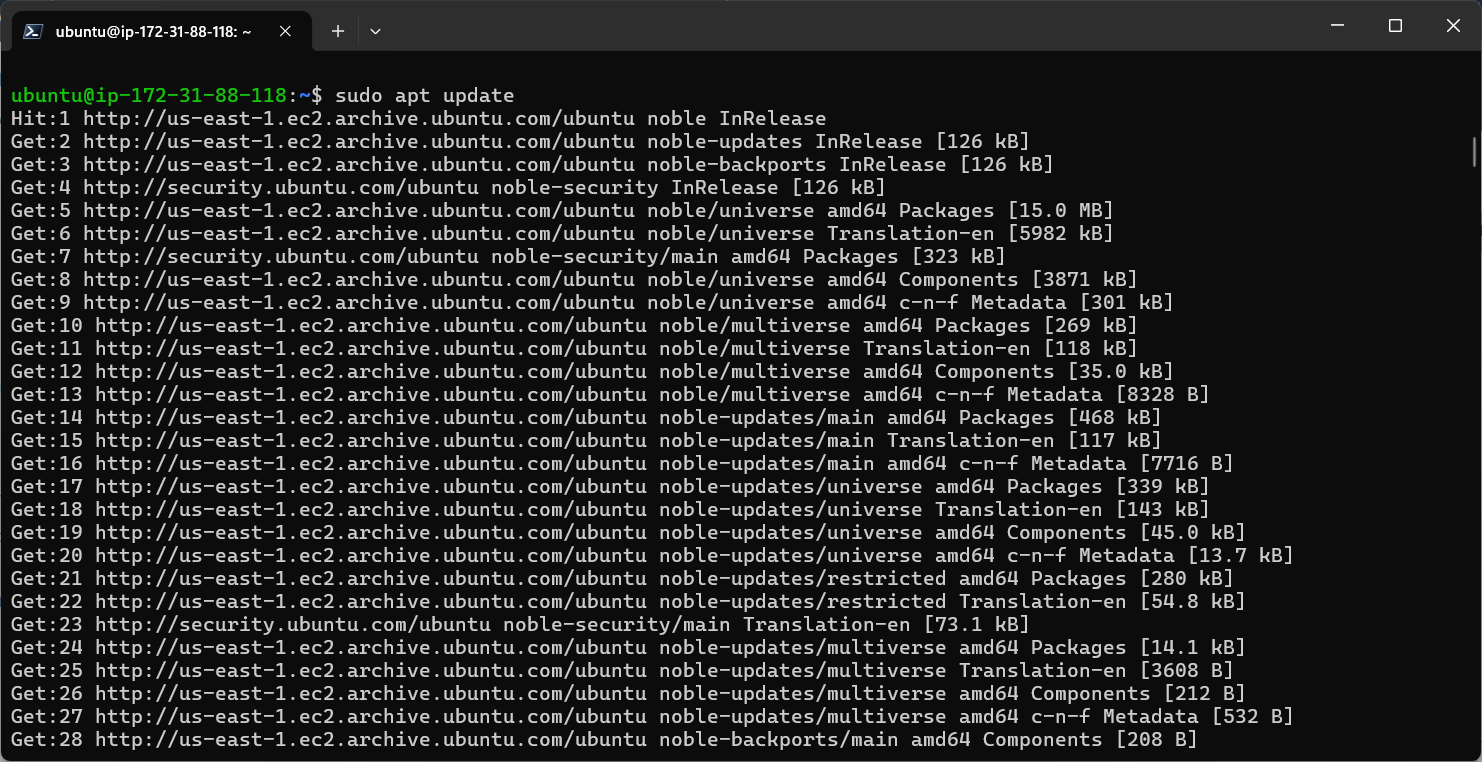 ubuntu@ip-172-31-88-118: ~
ubuntu@ip-172-31-88-118:~$ sudo apt update
Hit:1 http://us-east-1.ec2.archive.ubuntu.com/ubuntu noble InRelease
Get:2 http://us-east-1.ec2.archive.ubuntu.com/ubuntu noble-updates InRelease [126 kB]
Get:3 http://us-east-1.ec2.archive.ubuntu.com/ubuntu noble-backports InRelease [126 kB]
Get:4 http://security.ubuntu.com/ubuntu noble-security InRelease [126 kB]
Get:5 http://us-east-1.ec2.archive.ubuntu.com/ubuntu noble/universe amd64 Packages [15.0 MB]
Get:6 http://us-east-1.ec2.archive.ubuntu.com/ubuntu noble/universe Translation-en [5982 kB]
Get:7 http://security.ubuntu.com/ubuntu noble-security/main amd64 Packages [323 kB]
Get:8 http://us-east-1.ec2.archive.ubuntu.com/ubuntu noble/universe amd64 Components [3871 kB]
Get:9 http://us-east-1.ec2.archive.ubuntu.com/ubuntu noble/universe amd64 c-n-f Metadata [301 kB]
Get:10 http://us-east-1.ec2.archive.ubuntu.com/ubuntu noble/multiverse amd64 Packages [269 kB]
Get:11 http://us-east-1.ec2.archive.ubuntu.com/ubuntu noble/multiverse Translation-en [118 kB]
Get:12 http://us-east-1.ec2.archive.ubuntu.com/ubuntu noble/multiverse amd64 Components [35.0 kB]
Get:13 http://us-east-1.ec2.archive.ubuntu.com/ubuntu noble/multiverse amd64 c-n-f Metadata [8328 B]
Get:14 http://us-east-1.ec2.archive.ubuntu.com/ubuntu noble-updates/main amd64 Packages [468 kB]
Get:15 http://us-east-1.ec2.archive.ubuntu.com/ubuntu noble-updates/main Translation-en [117 kB]
Get:16 http://us-east-1.ec2.archive.ubuntu.com/ubuntu noble-updates/main amd64 c-n-f Metadata [7716 B]
Get:17 http://us-east-1.ec2.archive.ubuntu.com/ubuntu noble-updates/universe amd64 Packages [339 kB]
Get:18 http://us-east-1.ec2.archive.ubuntu.com/ubuntu noble-updates/universe Translation-en [143 kB]
Get:19 http://us-east-1.ec2.archive.ubuntu.com/ubuntu noble-updates/universe amd64 Components [45.0 kB]
Get:20 http://us-east-1.ec2.archive.ubuntu.com/ubuntu noble-updates/universe amd64 c-n-f Metadata [13.7 kB]
Get:21 http://us-east-1.ec2.archive.ubuntu.com/ubuntu noble-updates/restricted amd64 Packages [280 kB]
Get:22 http://us-east-1.ec2.archive.ubuntu.com/ubuntu noble-updates/restricted Translation-en [54.8 kB]
Get:23 http://security.ubuntu.com/ubuntu noble-security/main Translation-en [73.1 kB]
Get:24 http://us-east-1.ec2.archive.ubuntu.com/ubuntu noble-updates/multiverse amd64 Packages [14.1 kB]
Get:25 http://us-east-1.ec2.archive.ubuntu.com/ubuntu noble-updates/multiverse Translation-en [3608 B]
Get:26 http://us-east-1.ec2.archive.ubuntu.com/ubuntu noble-updates/multiverse amd64 Components [212 B]
Get:27 http://us-east-1.ec2.archive.ubuntu.com/ubuntu noble-updates/multiverse amd64 c-n-f Metadata [532 B]
Get:28 http://us-east-1.ec2.archive.ubuntu.com/ubuntu noble-backports/main amd64 Components [208 B]